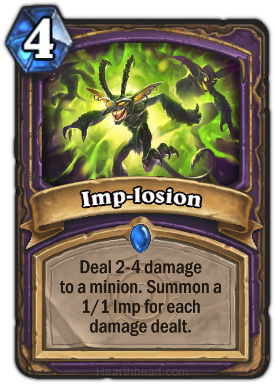 4
Imp-losion
Deal 2-4 damage
to a minion. Summon a
1/1 Imp for each
damage dealt.
Hearthhead.com